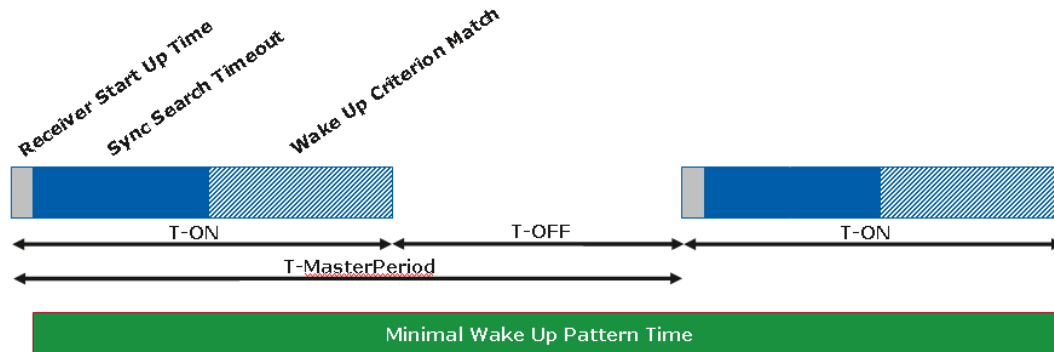 Receiver Start Up Time
Sync Search Timeout
Wake Up Criterion Match
T-ON
T-OFF
T-ON
T-MasterPeriod
Minimal Wake Up Pattern Time